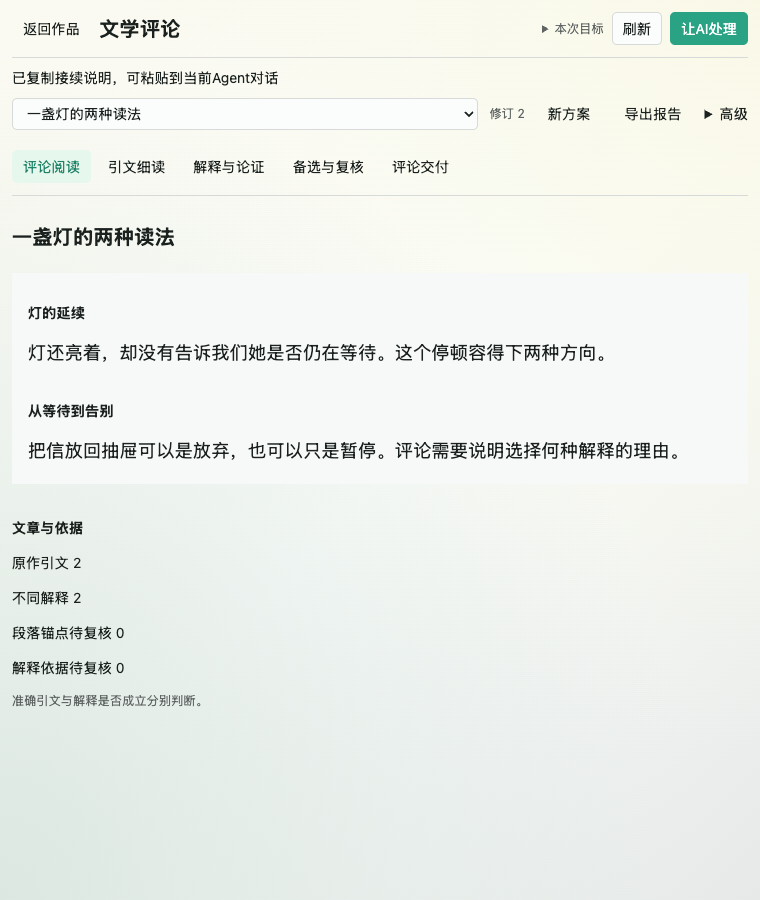 返回作品 文学评论 ▶ 本次目标 刷新 让AI处理
已复制接续说明，可粘贴到当前Agent对话
一盏灯的两种读法 修订 2 新方案 导出报告 ▶ 高级
评论阅读 引文细读 解释与论证 备选与复核 评论交付
一盏灯的两种读法
灯的延续
灯还亮着，却没有告诉我们她是否仍在等待。这个停顿容得下两种方向。
从等待到告别
把信放回抽屉可以是放弃，也可以只是暂停。评论需要说明选择何种解释的理由。
文章与依据
原作引文 2
不同解释 2
段落锚点待复核 0
解释依据待复核 0
准确引文与解释是否成立分别判断。